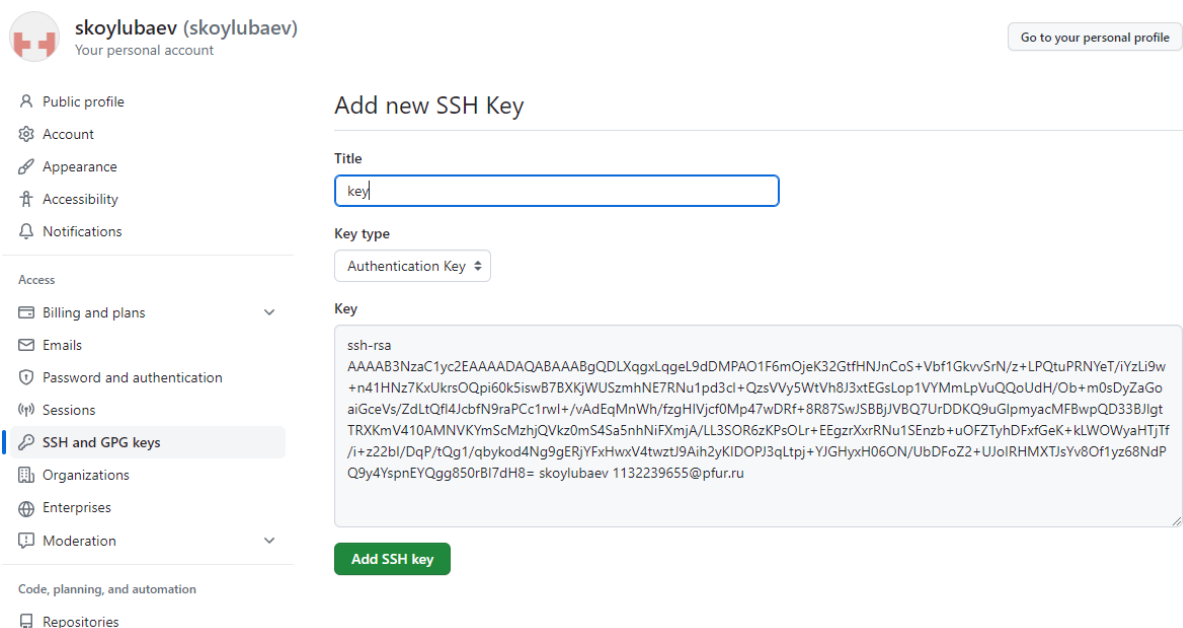 skoylubaev (skoylubaev)
Your personal account
Go to your personal profile
Public profile
Account
Appearance
Accessibility
Notifications
Access
Billing and plans
Emails
Password and authentication
Sessions
SSH and GPG keys
Organizations
Enterprises
Moderation
Code, planning, and automation
Repositories
Add new SSH Key
Title
key
Key type
Authentication Key
Key
ssh-rsa
AAAAB3NzaC1yc2EAAAADAQABAAABgQDLXqgxLqgeL9dDMPAO1F6mOjeK32GtfHNJnCoS+Vbf1GkvvSrN/z+LPQtuPRNYeT/iYzLi9w
+n41HNz7KxUkrsOQpi60k5iswB7BXKjWUSzmhNE7RNu1pd3cI+QzsVVy5WtVh8J3xtEGsLop1VYMmLpVuQQoUdH/Ob+m0sDyZaGo
aiGceVs/ZdLtQfl4JcbfN9raPCc1rwI+/vAdEqMnWh/fzgHIVjcf0Mp47wDRf+8R87SwJSBBjJVBQ7UrDDKQ9uGlpmyacMFBwpQD33BJlgt
TRXKmV410AMNVKYmScMzhjQVkz0mS4Sa5nhNiFXmjA/LL3SOR6zKPsOLr+EEgzrXxrRNu1SEnzb+uOFZTyhDFxfGeK+kLWOWyaHTjTf
/i+z22bI/DqP/tQg1/qbykod4Ng9gERjYFxHwxV4twztJ9Aih2yKIDOPJ3qLtpj+YJGHyxH06ON/UbDFoZ2+UJoIRHMXTJsYv8Of1yz68NdP
Q9y4YspnEYQgg850rBI7dH8= skoylubaev 1132239655@pfur.ru
Add SSH key